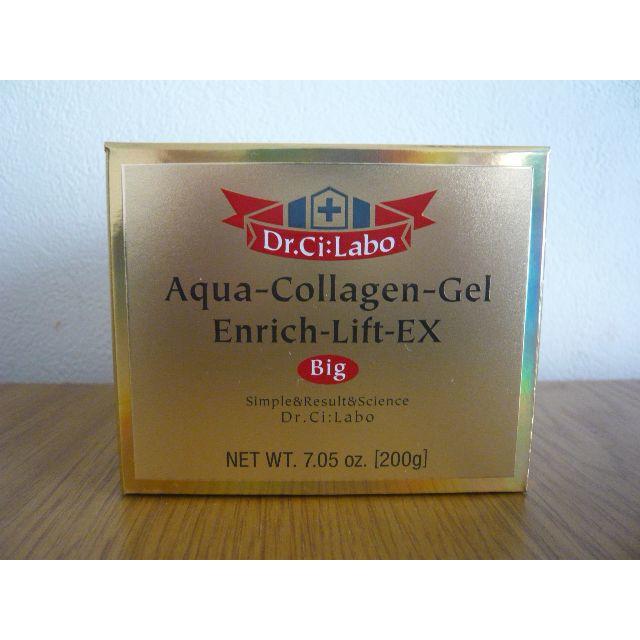 Dr.Ci:Labo
Aqua-Collagen-Gel
Enrich-Lift-EX
Big
Simple&Result&Science
Dr.Ci:Labo
NET WT. 7.05 oz. [200g]